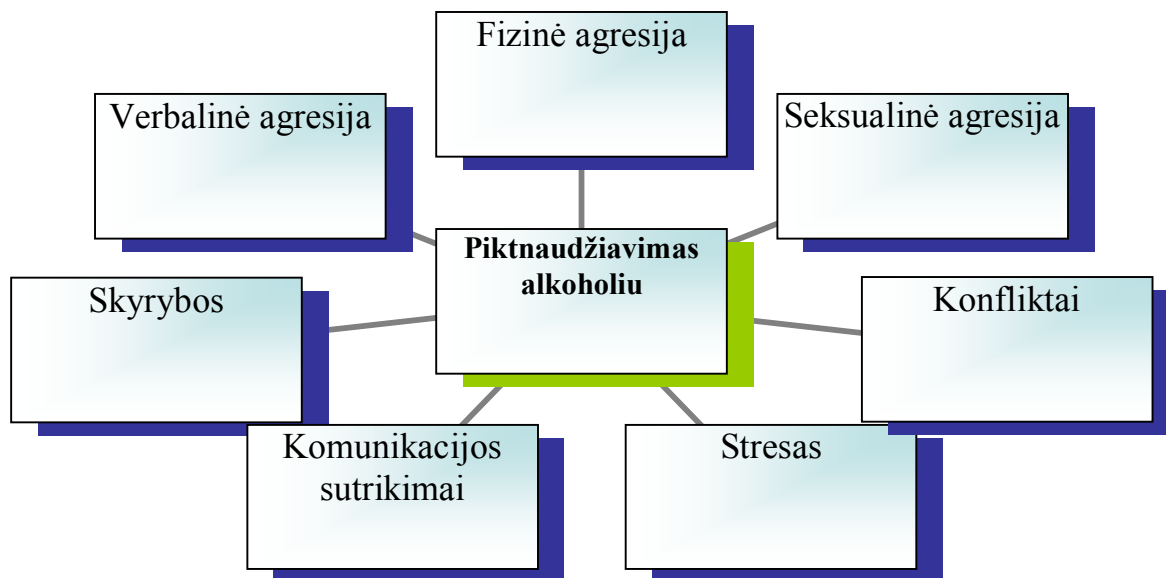 Fizinė agresija
Verbalinė agresija
Seksualinė agresija
Piktnaudžiavimas
alkoholiu
Skyrybos
Konfliktai
Komunikacijos
sutrikimai
Stresas